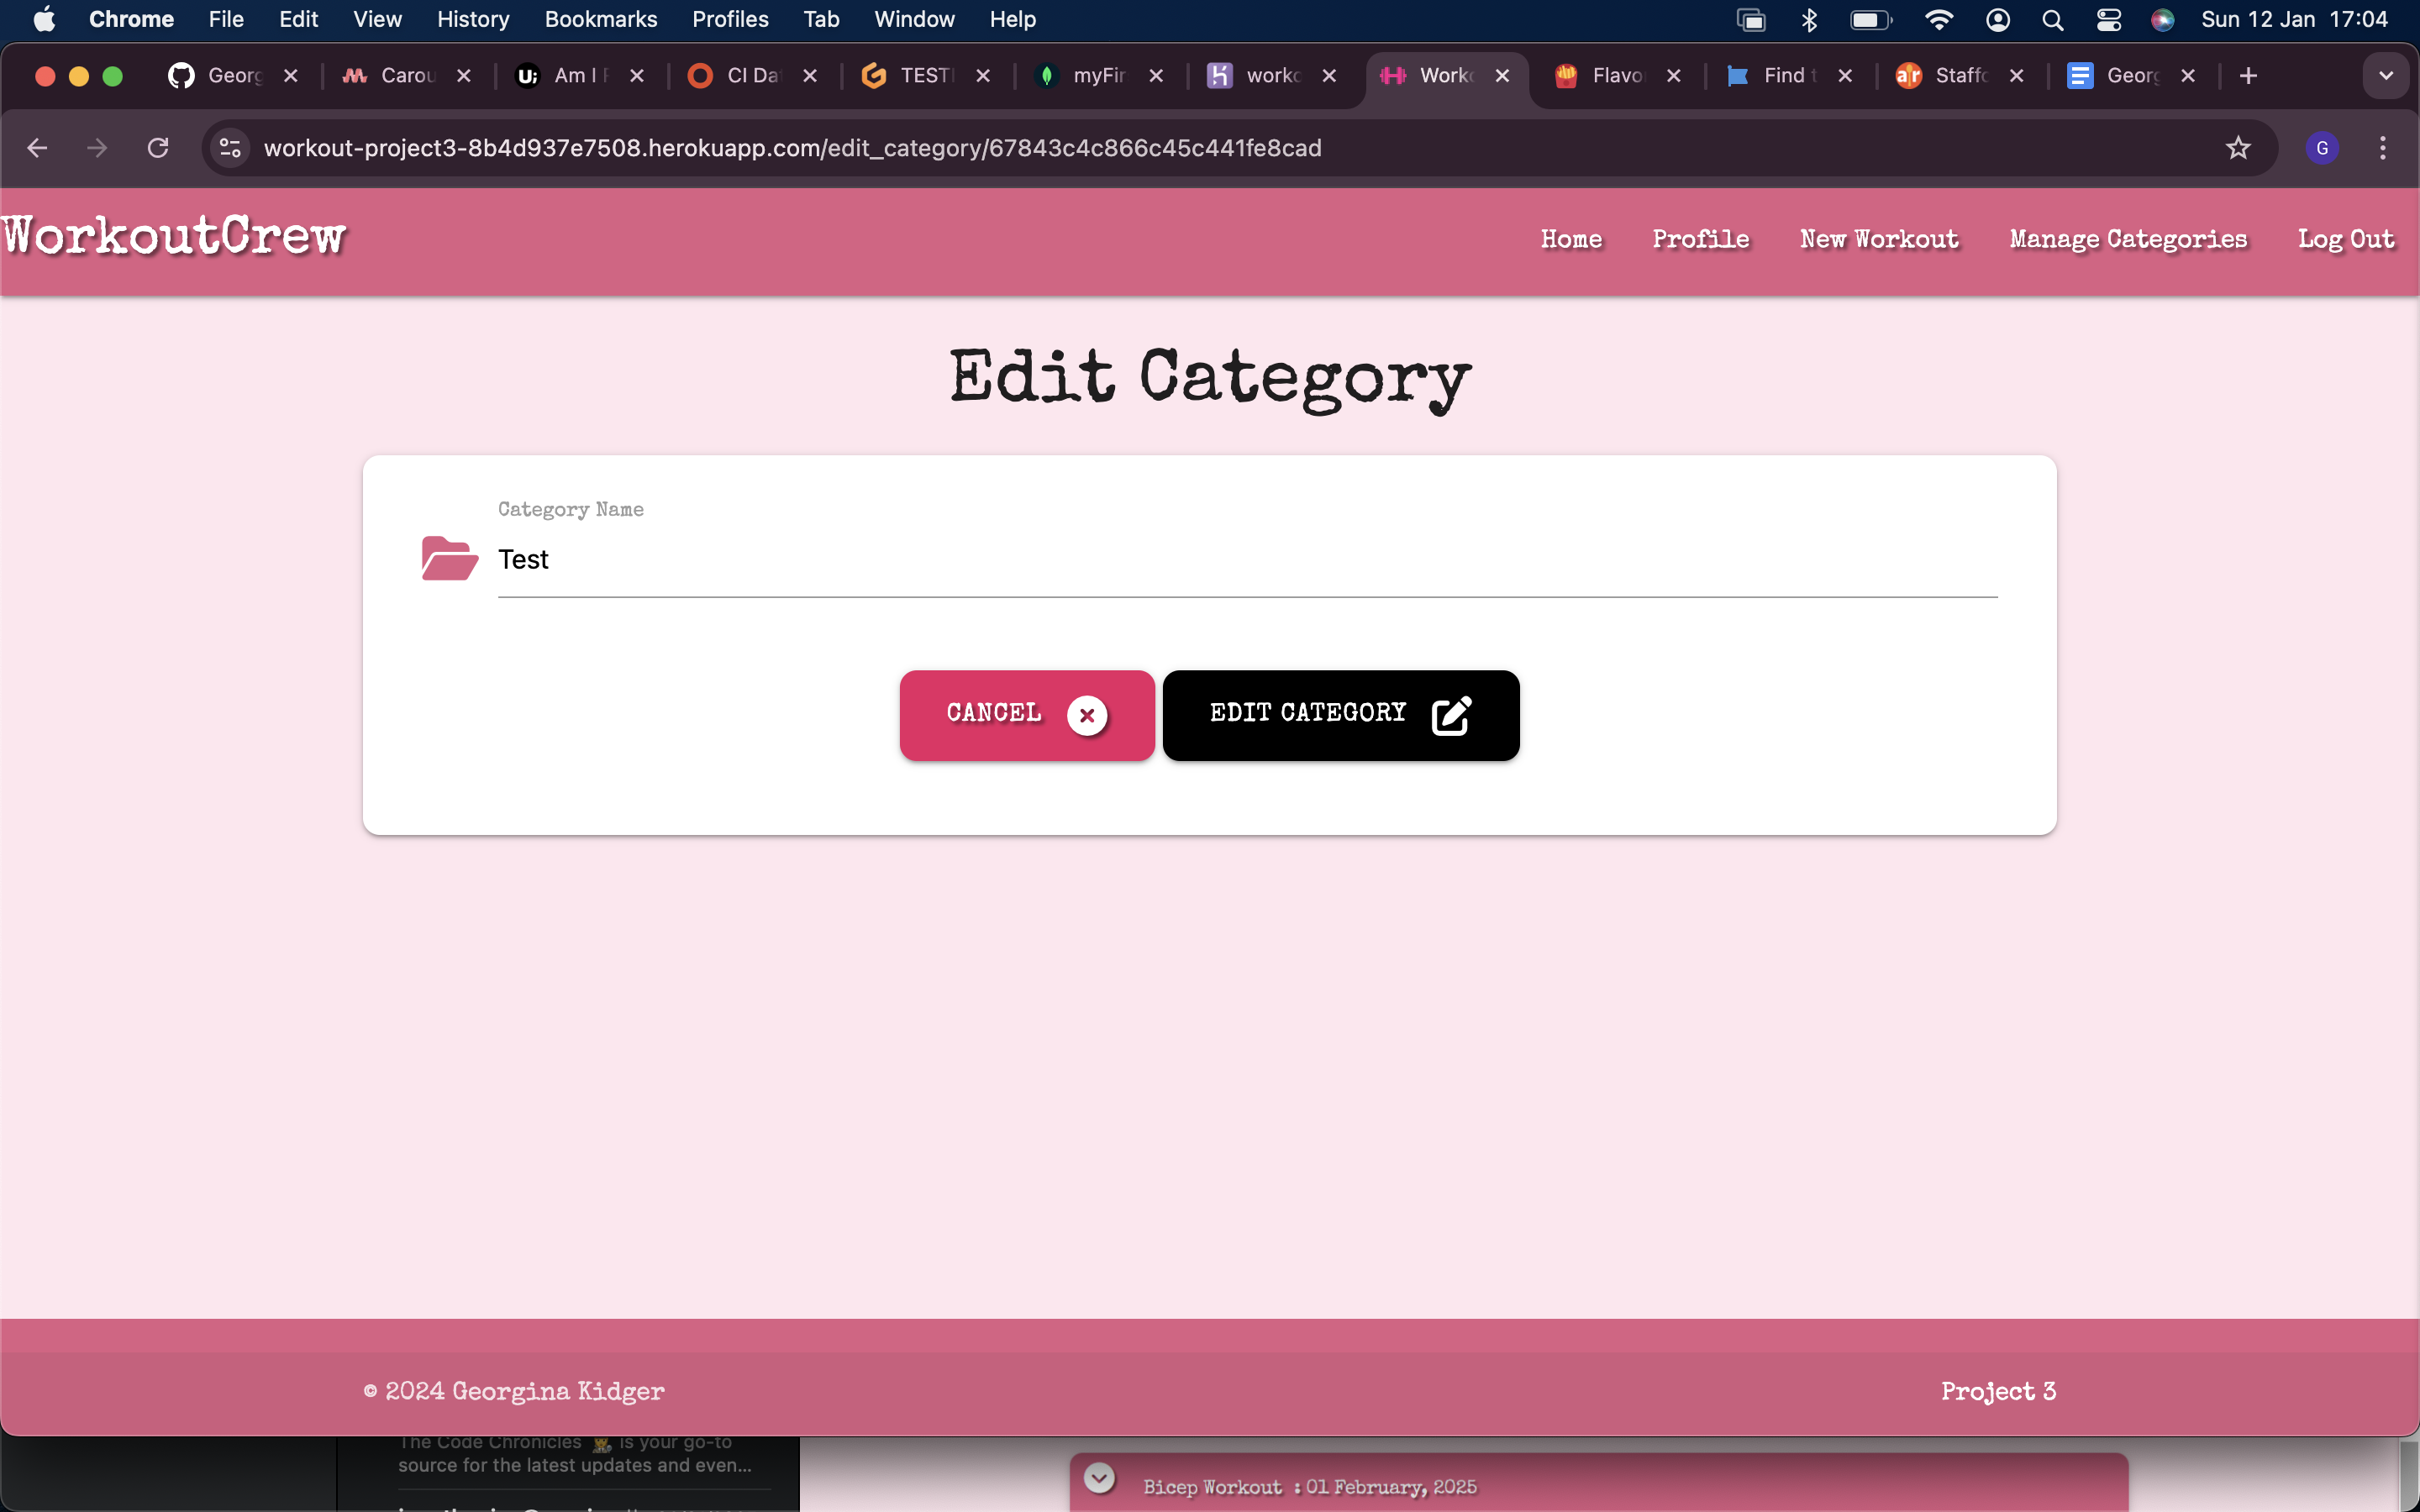 Chrome File Edit View History Bookmarks Profiles Tab Window Help Sun 12 Jan 17:04
Georg Carou Am I CI Da TEST myFir workc Workc Flavo Find t Staffc Georg
workout-project3-8b4d937e7508.herokuapp.com/edit_category/67843c4c866c45c441fe8cad
G
WorkoutCrew
Home Profile New Workout Manage Categories Log Out
Edit Category
Category Name
Test
CANCEL EDIT CATEGORY
© 2024 Georgina Kidger Project 3
The Code Chronicles is your go-to
source for the latest updates and even...
Bicep Workout : 01 February, 2025